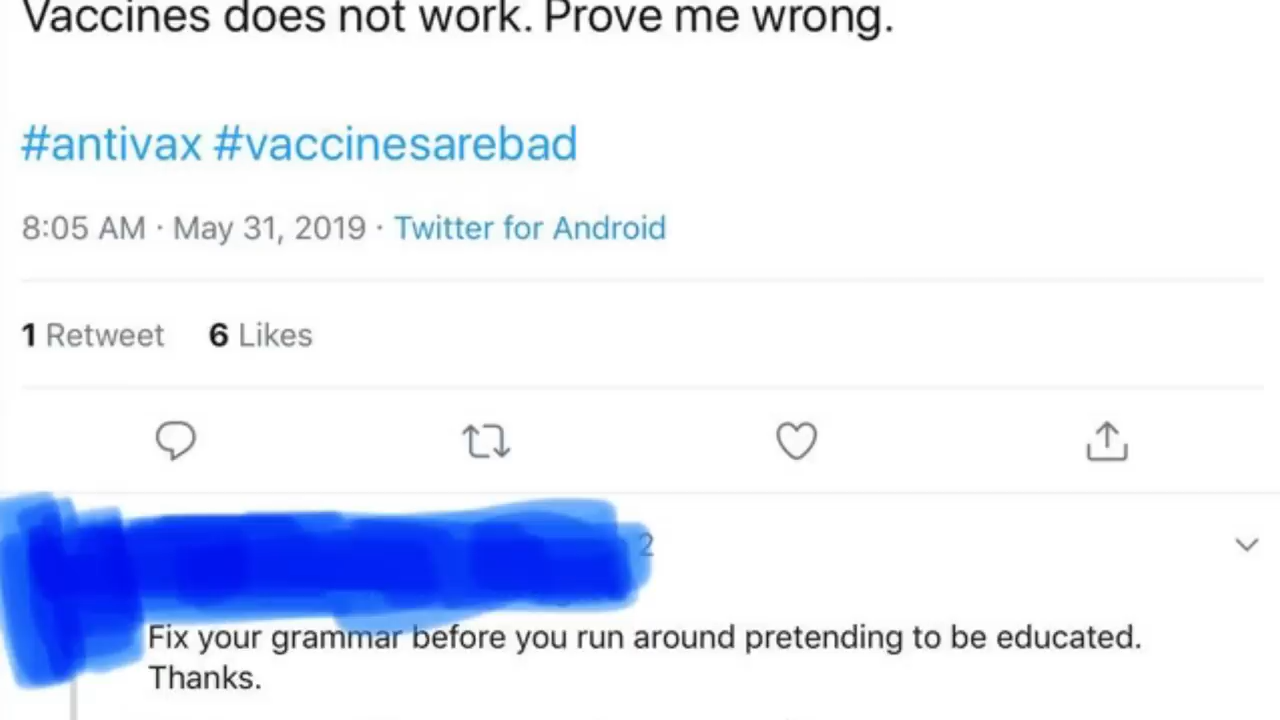 Vaccines does not work. Prove me wrong.
#antivax #vaccinesarebad
8:05 AM · May 31, 2019 · Twitter for Android
1 Retweet 6 Likes
2
Fix your grammar before you run around pretending to be educated.
Thanks.